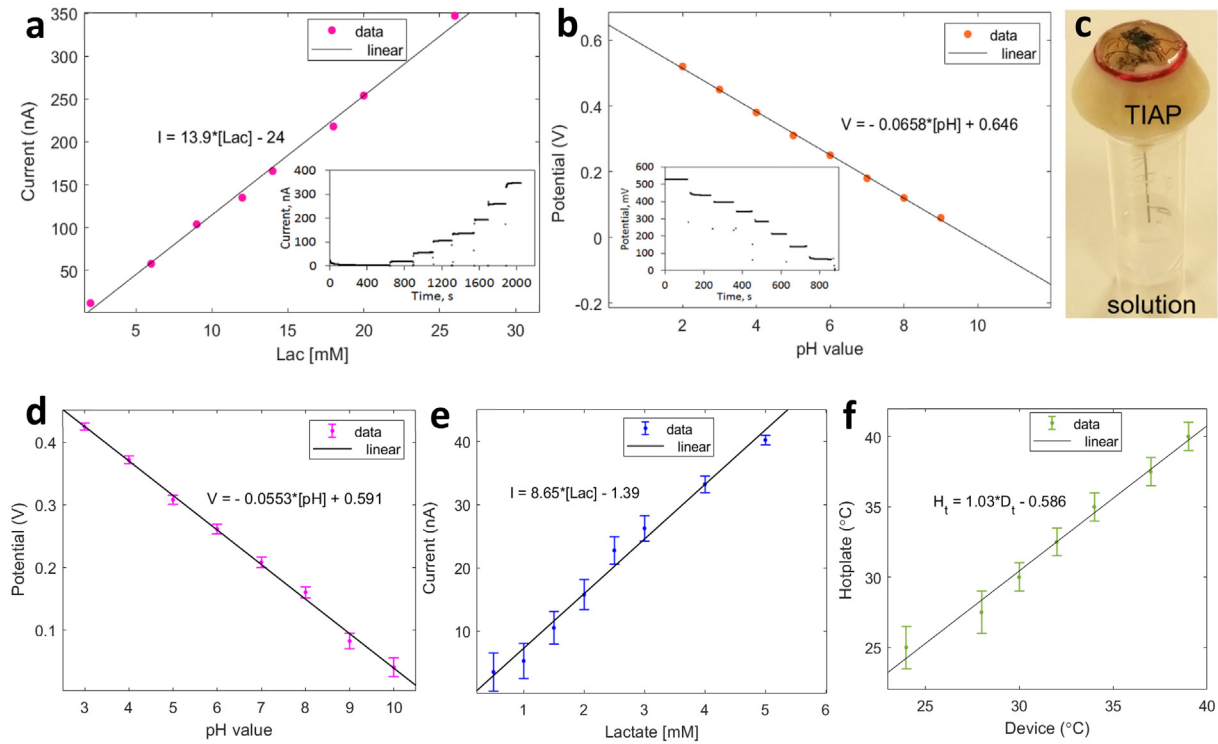 a
350
300
250
200
150
100
50
Current (nA)
5
10
15
20
25
30
Lac [mM]
data
linear
I = 13.9*[Lac] - 24
400
300
200
100
0
Current, nA
0
400
800
1200
1600
2000
Time, s
b
0.6
0.4
0.2
0
-0.2
Potential (V)
2
4
6
8
10
pH value
data
linear
V = - 0.0658*[pH] + 0.646
600
500
400
300
200
100
0
Potential, mV
0
200
400
600
800
Time, s
c
TIAP
solution
d
0.4
0.3
0.2
0.1
Potential (V)
3
4
5
6
7
8
9
10
pH value
data
linear
V = - 0.0553*[pH] + 0.591
e
40
30
20
10
Current (nA)
1
2
3
4
5
6
Lactate [mM]
data
linear
I = 8.65*[Lac] - 1.39
f
40
35
30
25
Hotplate (°C)
25
30
35
40
Device (°C)
data
linear
Ht = 1.03*Dt - 0.586